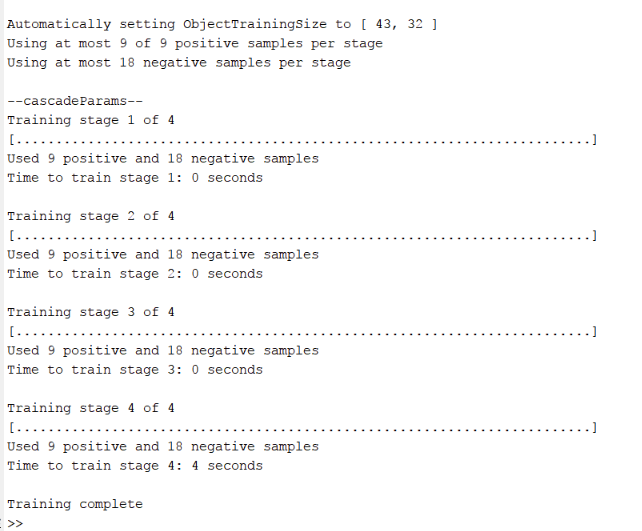 Automatically setting ObjectTrainingSize to [ 43, 32 ]
Using at most 9 of 9 positive samples per stage
Using at most 18 negative samples per stage
--cascadeParams--
Training stage 1 of 4
[........................................................................]
Used 9 positive and 18 negative samples
Time to train stage 1: 0 seconds
Training stage 2 of 4
[........................................................................]
Used 9 positive and 18 negative samples
Time to train stage 2: 0 seconds
Training stage 3 of 4
[........................................................................]
Used 9 positive and 18 negative samples
Time to train stage 3: 0 seconds
Training stage 4 of 4
[........................................................................]
Used 9 positive and 18 negative samples
Time to train stage 4: 4 seconds
Training complete
>>